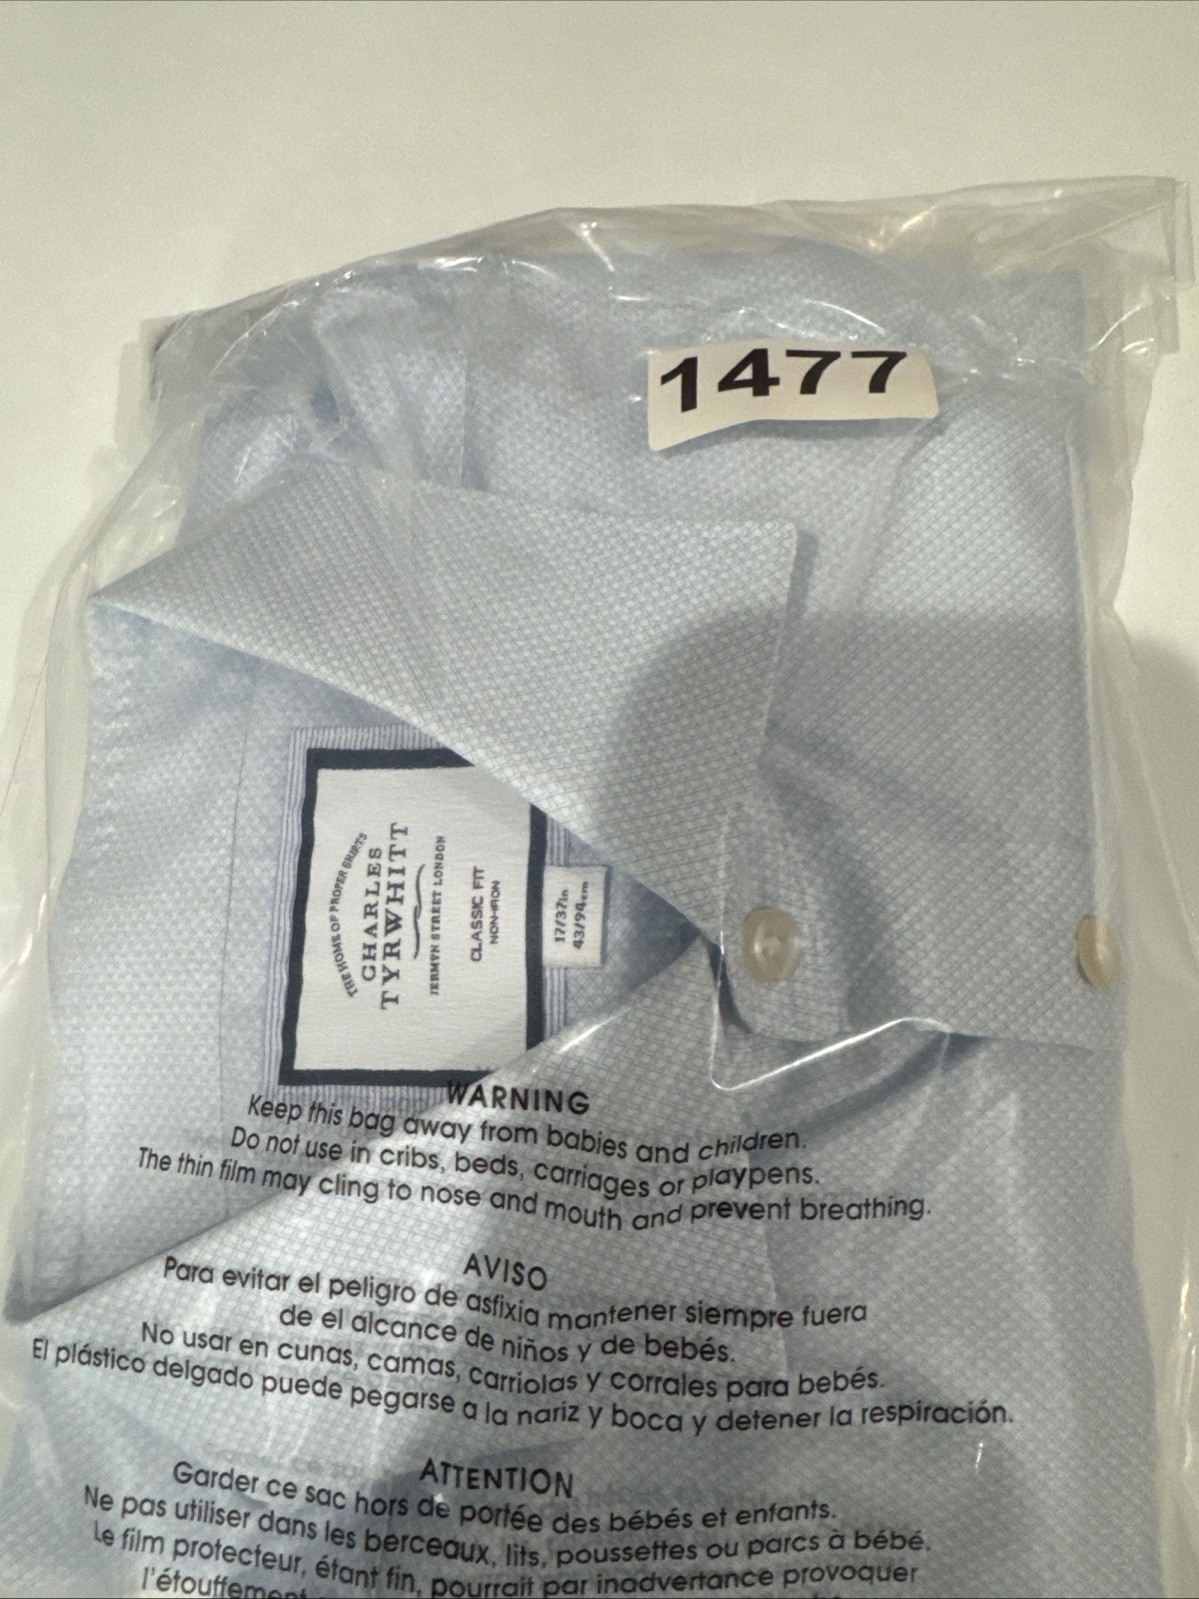 1477
THE HOME OF PROPER SHIRTS
CHARLES
TYRWHITT
JERMYN STREET LONDON
CLASSIC FIT
NON-IRON
17/37in
43/94cm
WARNING
Keep this bag away from babies and children.
Do not use in cribs, beds, carriages or playpens.
The thin film may cling to nose and mouth and prevent breathing.
AVISO
Para evitar el peligro de asfixia mantener siempre fuera
de el alcance de niños y de bebés.
No usar en cunas, camas, carriolas y corrales para bebés.
El plástico delgado puede pegarse a la nariz y boca y detener la respiración.
ATTENTION
Garder ce sac hors de portée des bébés et enfants.
Ne pas utiliser dans les berceaux, lits, poussettes ou parcs à bébé.
Le film protecteur, étant fin, pourrait par inadvertance provoquer
l'étouffement